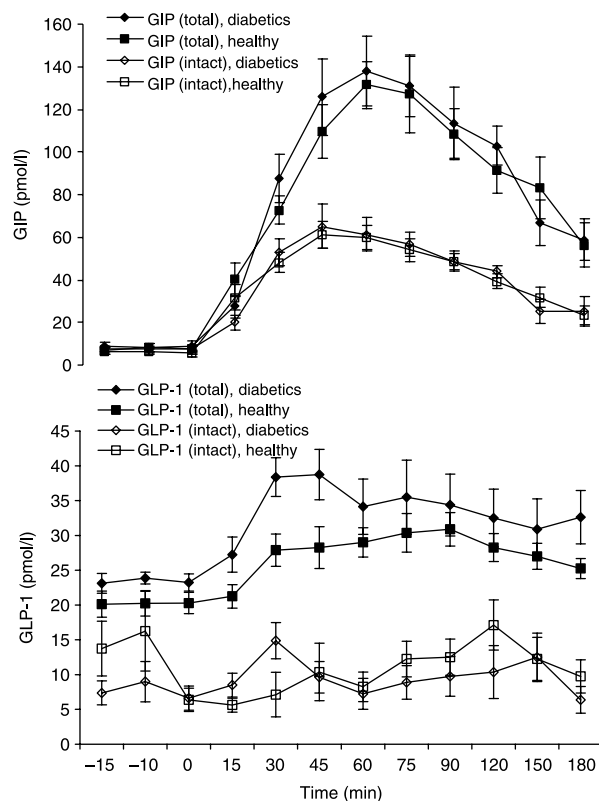 GIP (total), diabetics
GIP (total), healthy
GIP (intact), diabetics
GIP (intact),healthy
160
140
120
100
80
60
40
20
0
GIP (pmol/l)
GLP-1 (total), diabetics
GLP-1 (total), healthy
GLP-1 (intact), diabetics
GLP-1 (intact), healthy
45
40
35
30
25
20
15
10
5
0
GLP-1 (pmol/l)
–15 –10 0 15 30 45 60 75 90 120 150 180
Time (min)